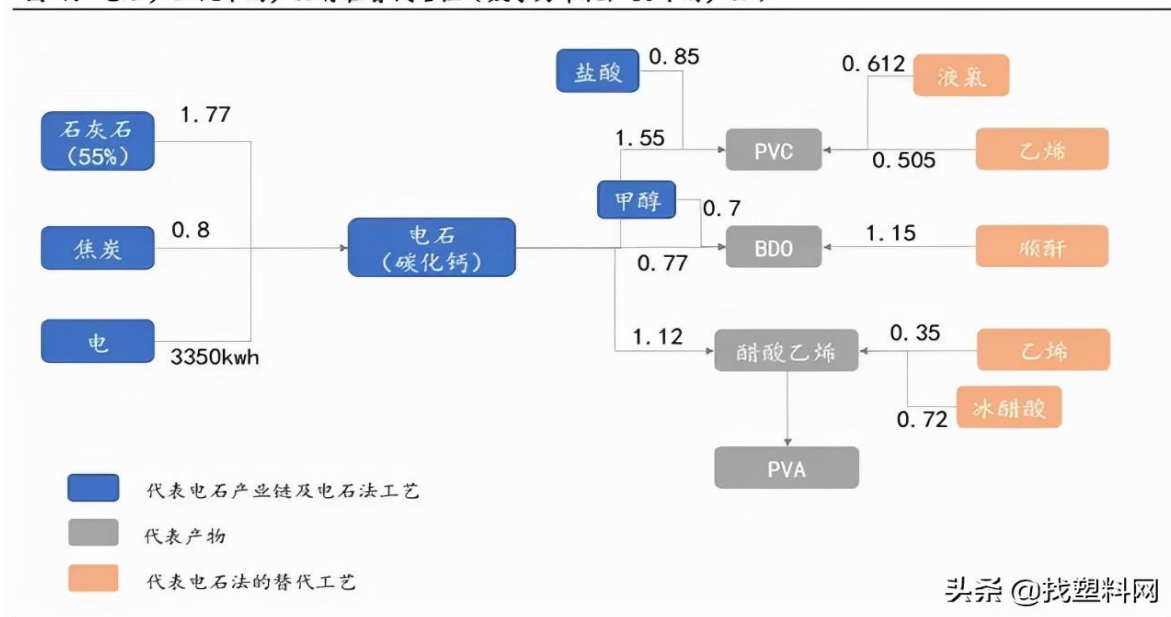 盐酸
0.85
0.612
液氯
石灰石
(55%)
1.77
1.55
PVC
0.505
乙烯
甲醇
0.7
焦炭
0.8
电石
(碳化钙)
0.77
BDO
1.15
顺酐
电
3350kwh
1.12
醋酸乙烯
0.35
乙烯
0.72
冰醋酸
PVA
代表电石产业链及电石法工艺
代表产物
代表电石法的替代工艺
头条 @找塑料网